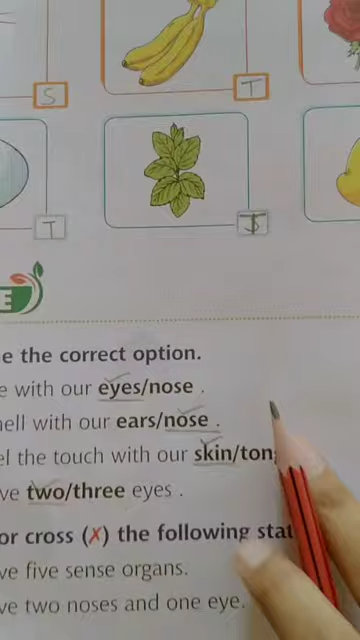 S
T
T
E
e the correct option.
e with our eyes/nose .
ell with our ears/nose .
el the touch with our skin/ton
ve two/three eyes .
or cross (✗) the following stat
ve five sense organs.
ve two noses and one eye.